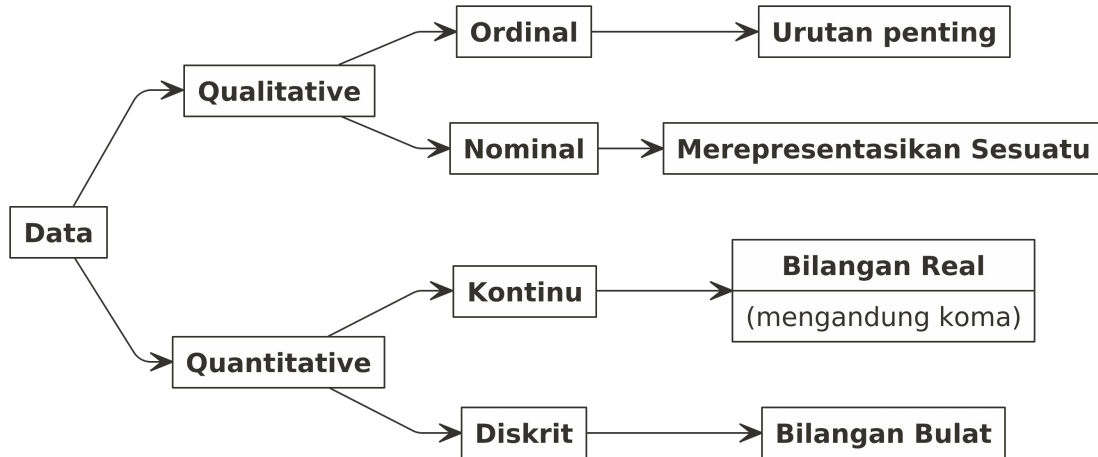 Ordinal
Urutan penting
Qualitative
Nominal
Merepresentasikan Sesuatu
Data
Kontinu
Bilangan Real
(mengandung koma)
Quantitative
Diskrit
Bilangan Bulat